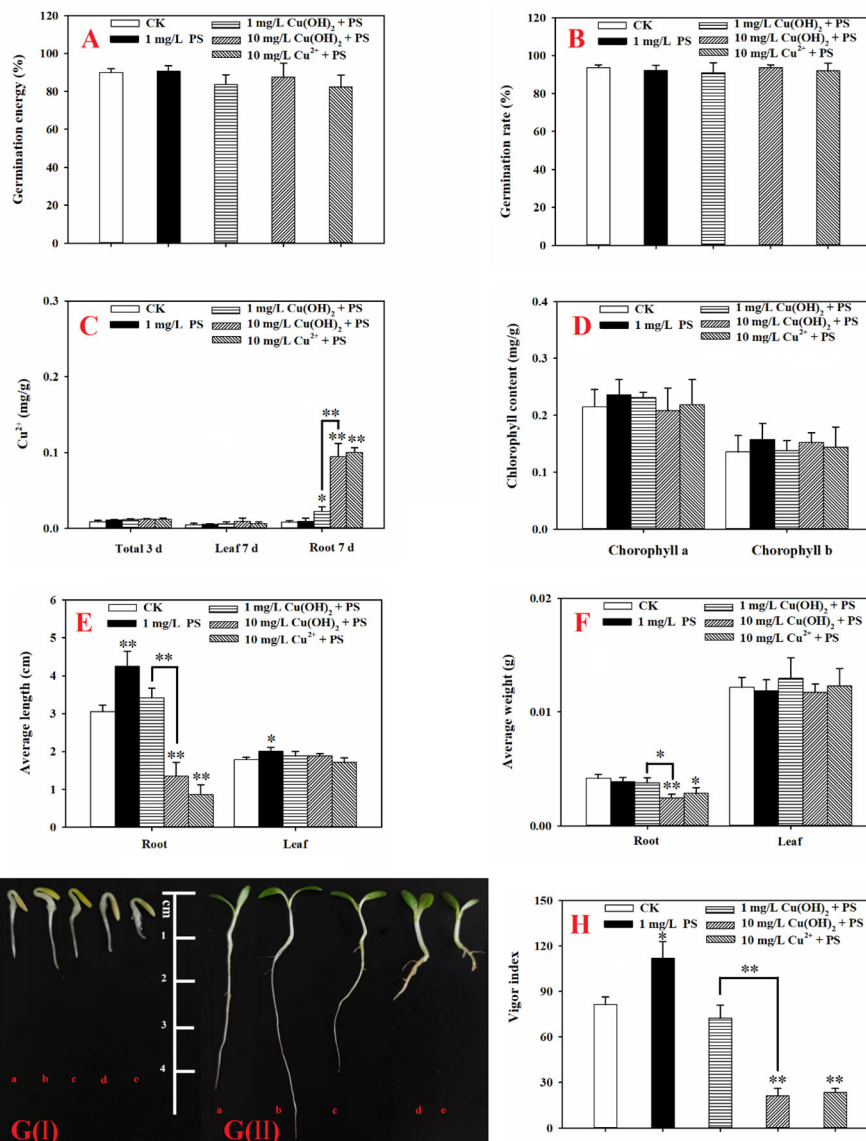 A
CK
1 mg/L PS
1 mg/L Cu(OH)2 + PS
10 mg/L Cu(OH)2 + PS
10 mg/L Cu2+ + PS
Germination energy (%)
120
100
80
60
40
20
0
B
CK
1 mg/L PS
1 mg/L Cu(OH)2 + PS
10 mg/L Cu(OH)2 + PS
10 mg/L Cu2+ + PS
Germination rate (%)
120
100
80
60
40
20
0
C
CK
1 mg/L PS
1 mg/L Cu(OH)2 + PS
10 mg/L Cu(OH)2 + PS
10 mg/L Cu2+ + PS
Cu2+ (mg/g)
0.3
0.2
0.1
0.0
**
*
**
**
Total 3 d
Leaf 7 d
Root 7 d
D
CK
1 mg/L PS
1 mg/L Cu(OH)2 + PS
10 mg/L Cu(OH)2 + PS
10 mg/L Cu2+ + PS
Chlorophyll content (mg/g)
0.4
0.3
0.2
0.1
0.0
Chorophyll a
Chorophyll b
E
CK
1 mg/L PS
1 mg/L Cu(OH)2 + PS
10 mg/L Cu(OH)2 + PS
10 mg/L Cu2+ + PS
Average length (cm)
6
5
4
3
2
1
0
**
**
**
**
*
Root
Leaf
F
CK
1 mg/L PS
1 mg/L Cu(OH)2 + PS
10 mg/L Cu(OH)2 + PS
10 mg/L Cu2+ + PS
Average weight (g)
0.02
0.01
0.00
*
**
*
Root
Leaf
cm
1
2
3
4
a b c d e
G(I)
a b c d e
G(II)
H
CK
1 mg/L PS
1 mg/L Cu(OH)2 + PS
10 mg/L Cu(OH)2 + PS
10 mg/L Cu2+ + PS
Vigor index
150
120
90
60
30
0
*
**
**
**